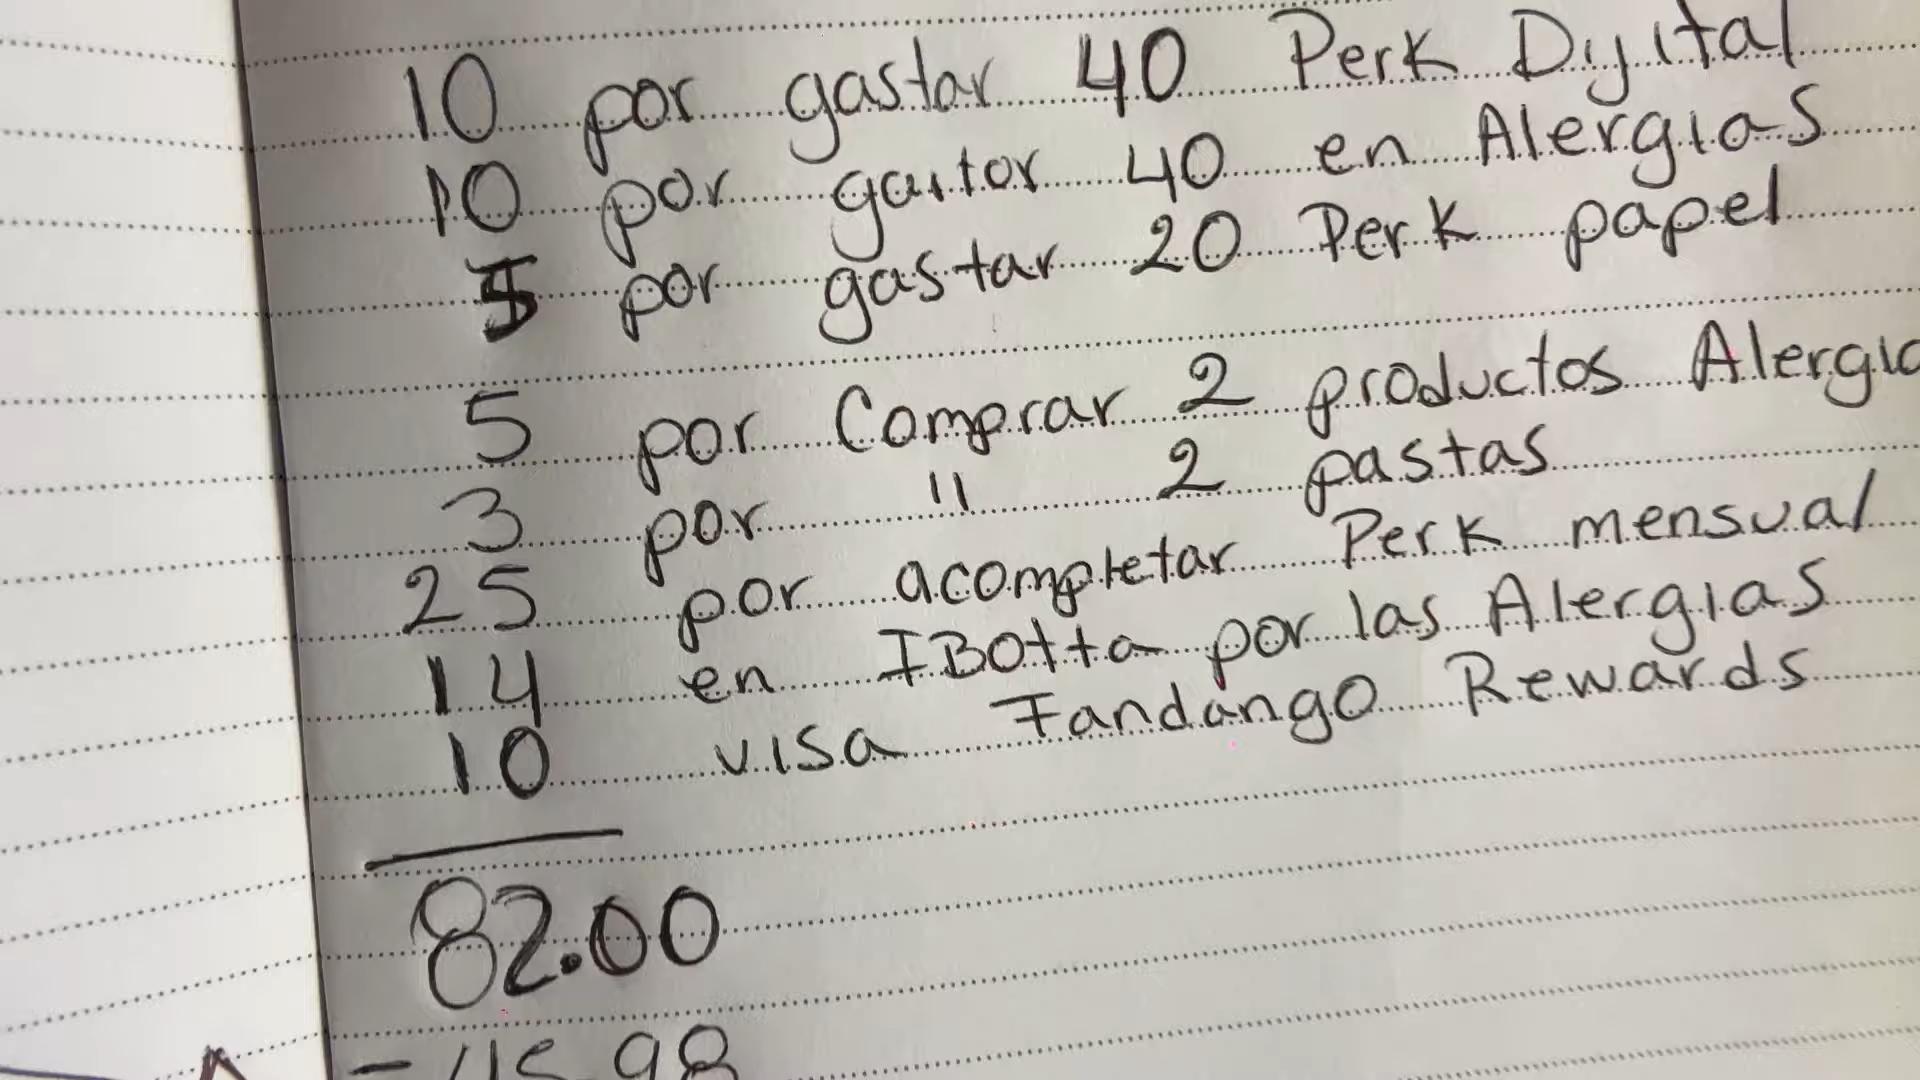 10 por gastar 40 Perk Dijital
10 por gastar 40 en Alergias
5 por gastar 20 Perk papel
5 por Comprar 2 productos Alergia
3 por " 2 pastas
25 por acompletar Perk mensual
14 en IBotta por las Alergias
10 visa Fandango Rewards
82.00